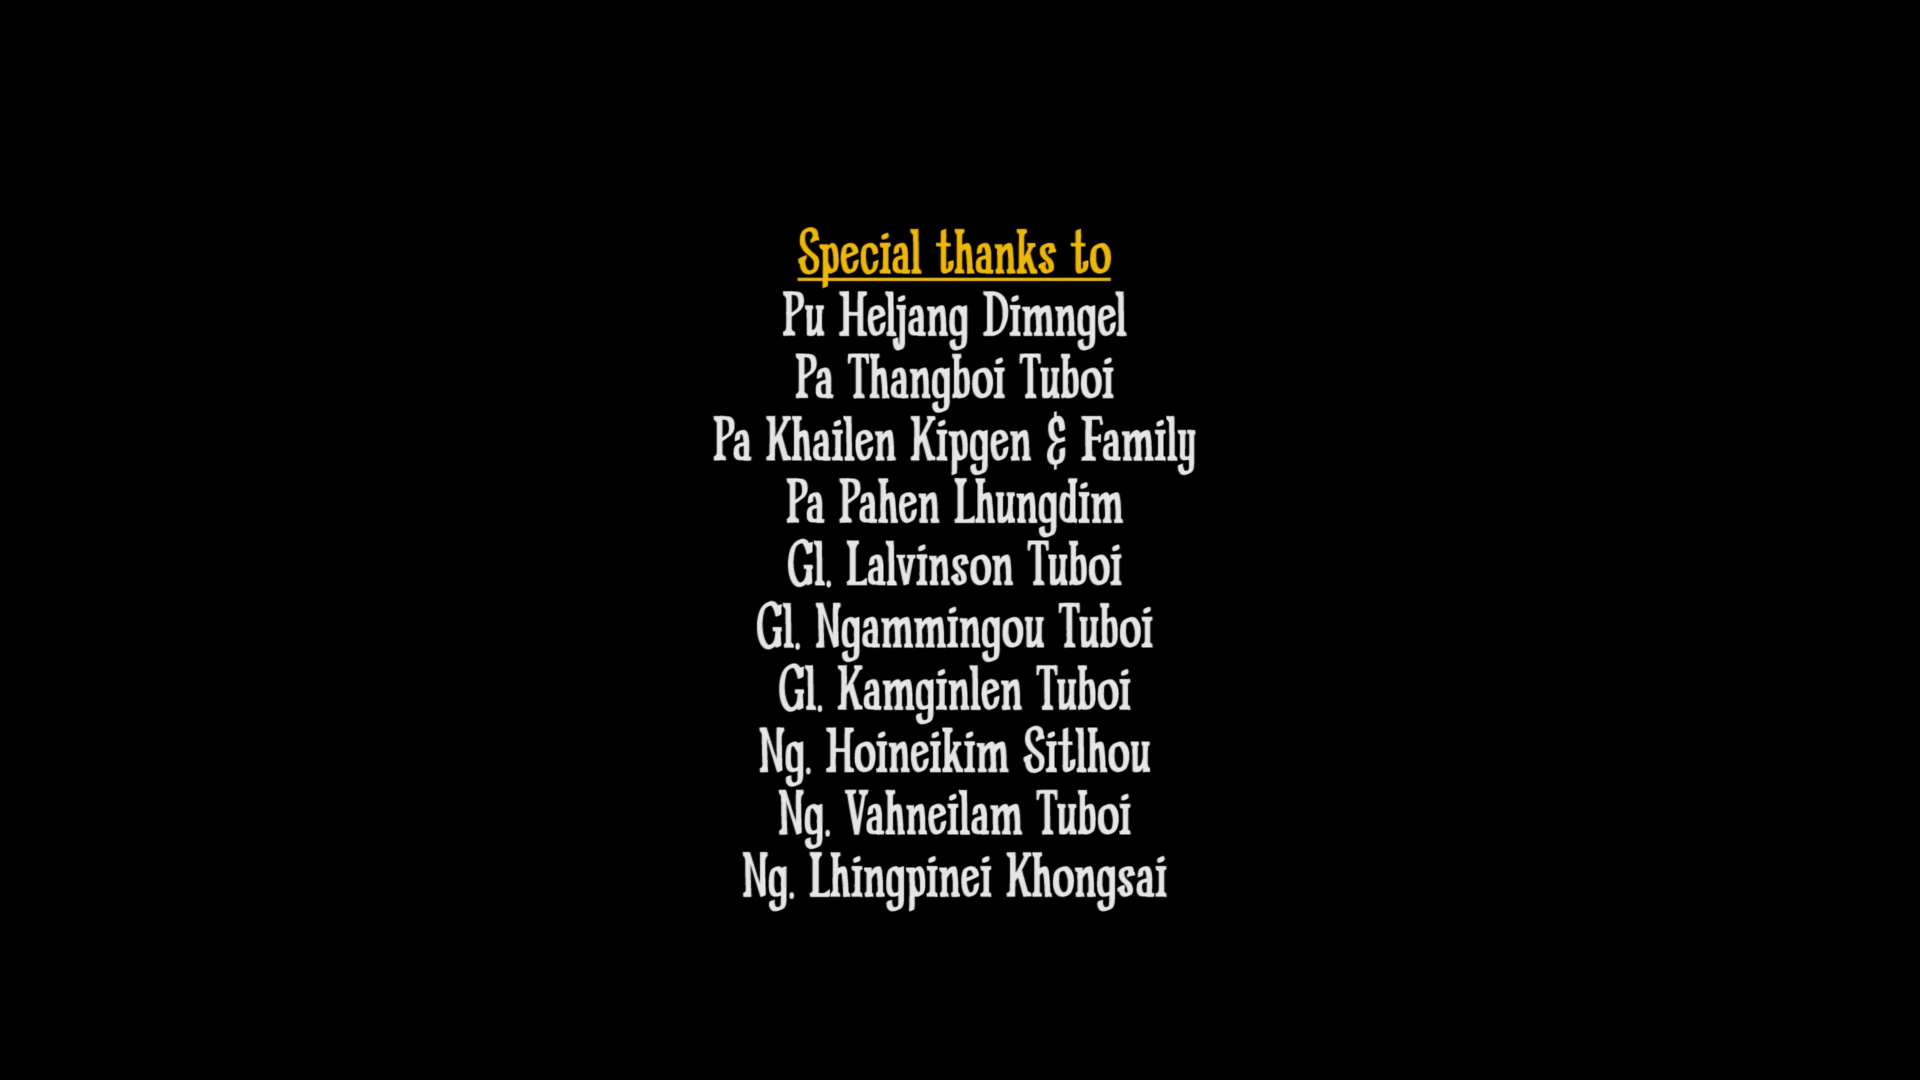 Special thanks to
Pu Heljang Dimngel
Pa Thangboi Tuboi
Pa Khailen Kipgen & Family
Pa Pahen Lhungdim
Gl. Lalvinson Tuboi
Gl. Ngammingou Tuboi
Gl. Kamginlen Tuboi
Ng. Hoineikim Sitlhou
Ng. Vahneilam Tuboi
Ng. Lhingpinei Khongsai